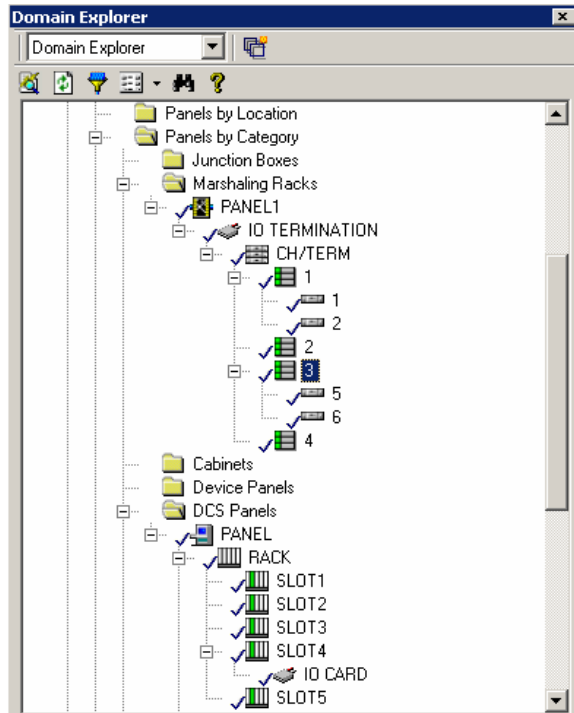 Domain Explorer
Domain Explorer
Panels by Location
Panels by Category
Junction Boxes
Marshaling Racks
PANEL1
IO TERMINATION
CH/TERM
1
1
2
2
3
5
6
4
Cabinets
Device Panels
DCS Panels
PANEL
RACK
SLOT1
SLOT2
SLOT3
SLOT4
IO CARD
SLOT5